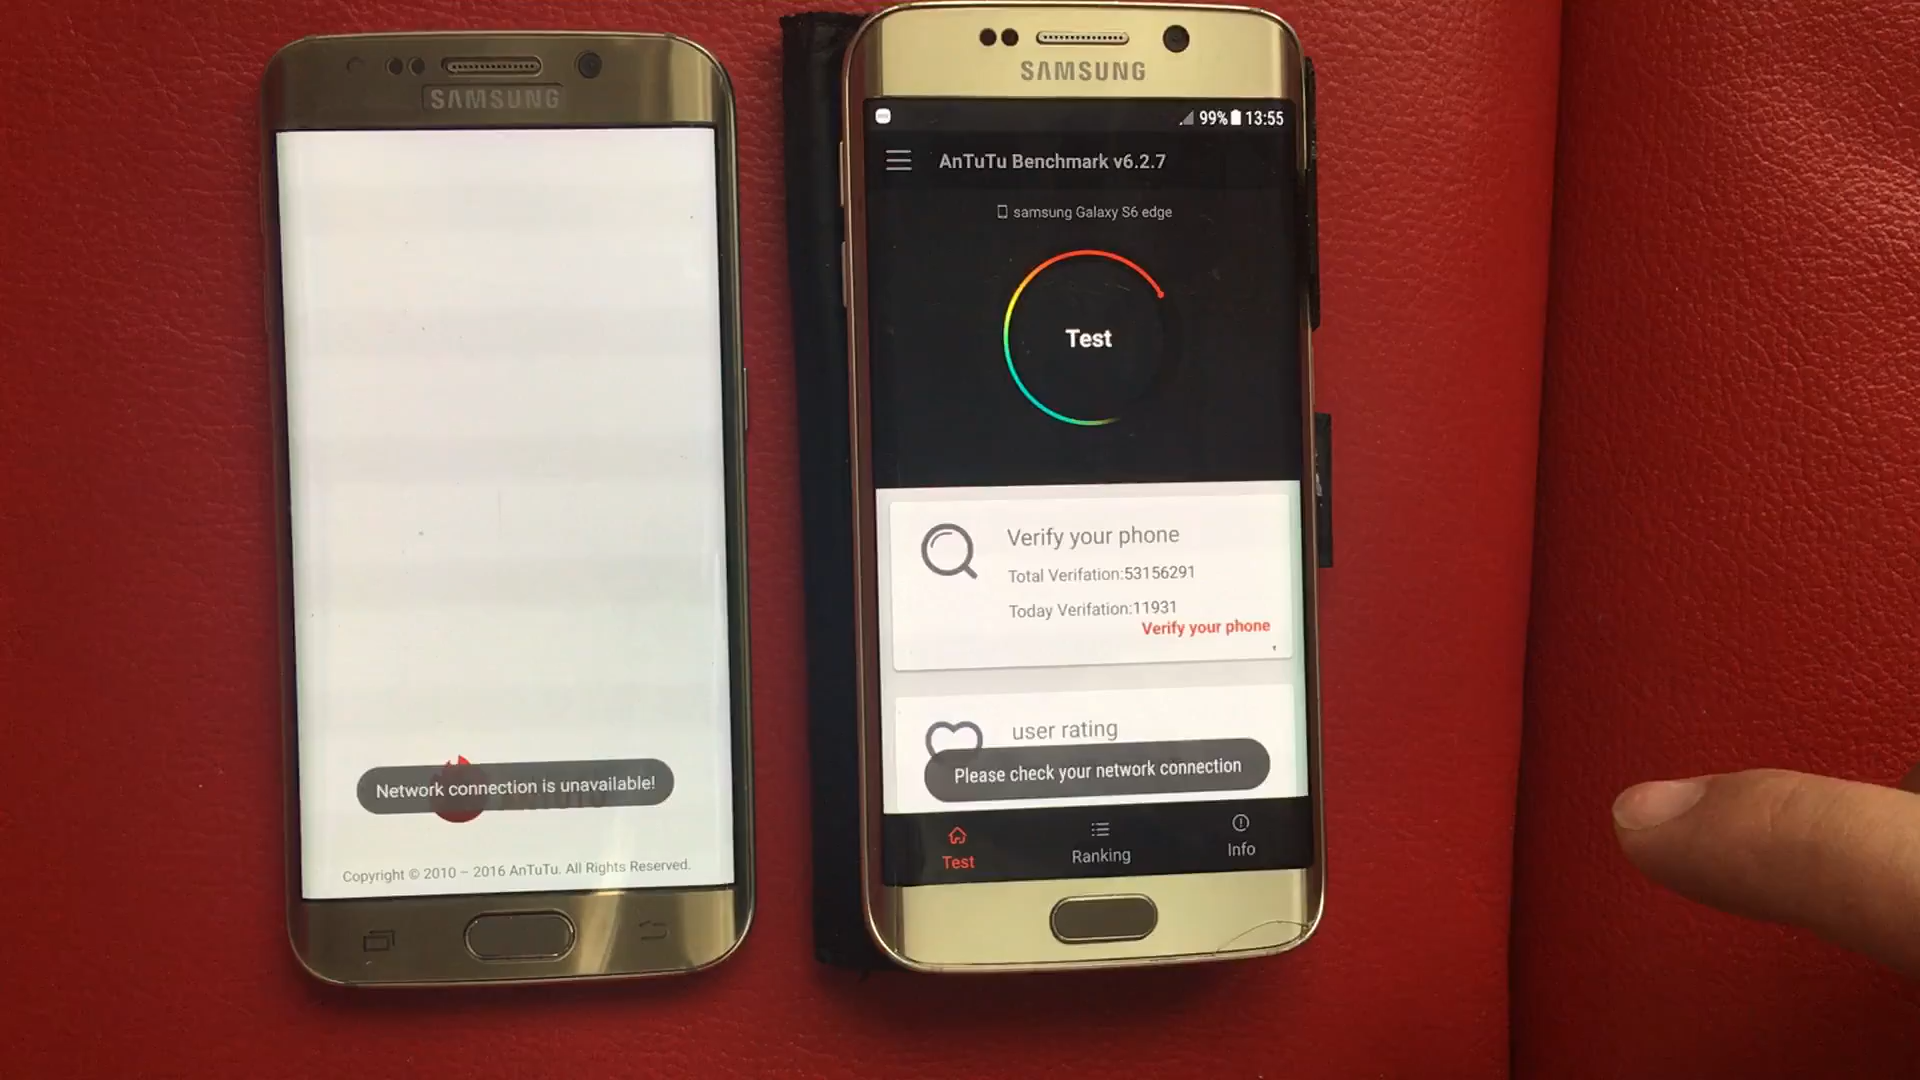 SAMSUNG
Network connection is unavailable!
Copyright © 2010 – 2016 AnTuTu. All Rights Reserved.
SAMSUNG
99% 13:55
AnTuTu Benchmark v6.2.7
samsung Galaxy S6 edge
Test
Verify your phone
Total Verifation:53156291
Today Verifation:11931
Verify your phone
user rating
Please check your network connection
Test
Ranking
Info